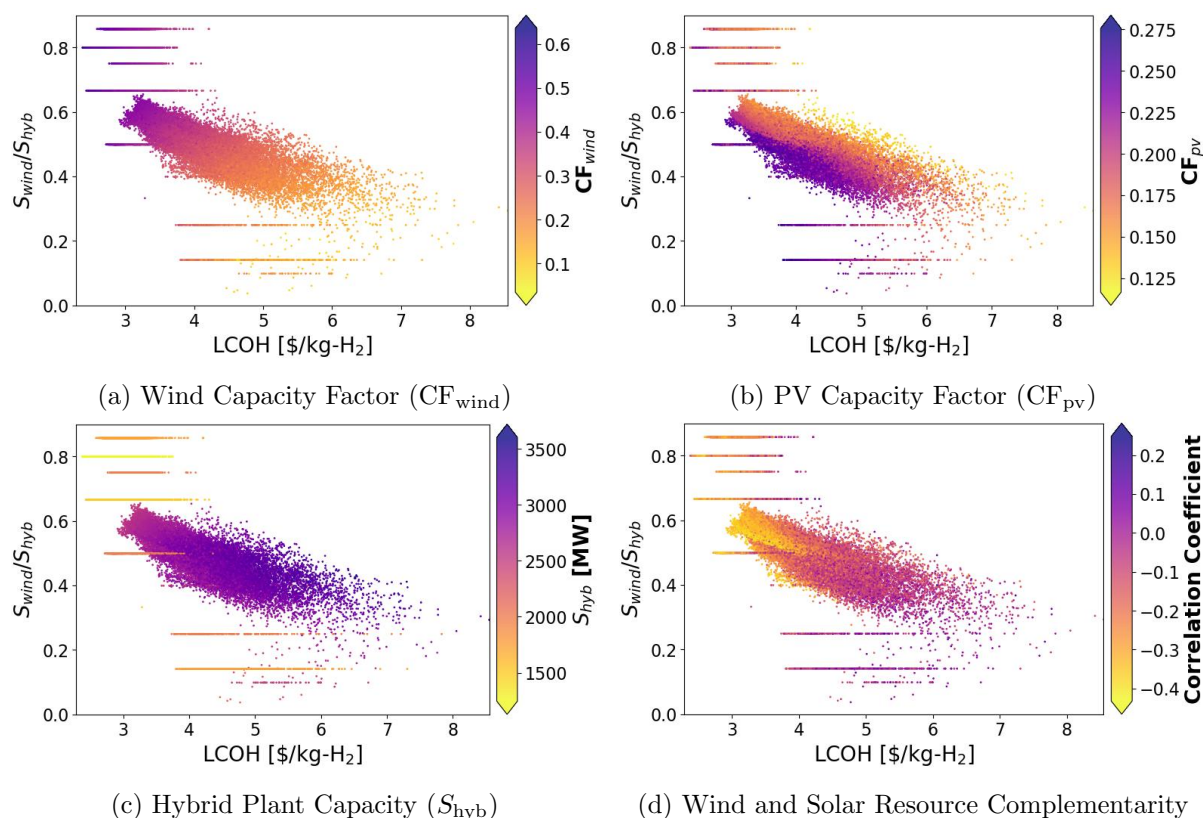 0.8
0.6
0.4
0.2
0.0
S_wind/S_hyb
3 4 5 6 7 8
LCOH [$/kg-H₂]
0.6
0.5
0.4
0.3
0.2
0.1
CF_wind
(a) Wind Capacity Factor (CF_wind)
0.8
0.6
0.4
0.2
0.0
S_wind/S_hyb
3 4 5 6 7 8
LCOH [$/kg-H₂]
0.275
0.250
0.225
0.200
0.175
0.150
0.125
CF_pv
(b) PV Capacity Factor (CF_pv)
0.8
0.6
0.4
0.2
0.0
S_wind/S_hyb
3 4 5 6 7 8
LCOH [$/kg-H₂]
3500
3000
2500
2000
1500
S_hyb [MW]
(c) Hybrid Plant Capacity (S_hyb)
0.8
0.6
0.4
0.2
0.0
S_wind/S_hyb
3 4 5 6 7 8
LCOH [$/kg-H₂]
0.2
0.1
0.0
−0.1
−0.2
−0.3
−0.4
Correlation Coefficient
(d) Wind and Solar Resource Complementarity